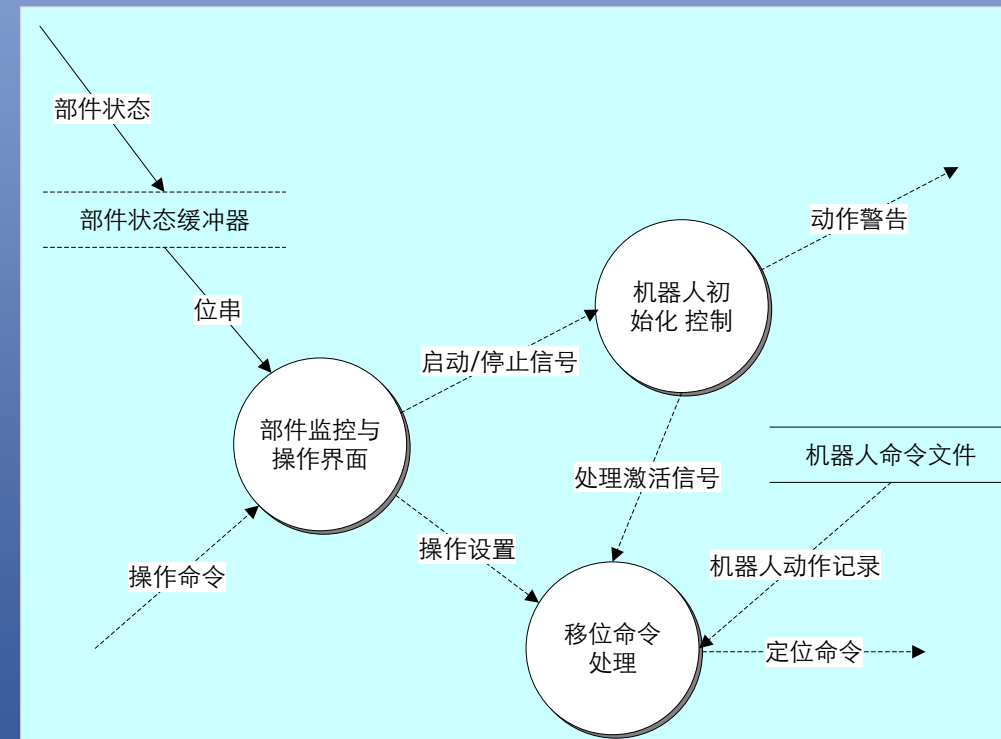 部件状态
部件状态缓冲器
动作警告
位串
机器人初
始化 控制
启动/停止信号
部件监控与
操作界面
机器人命令文件
处理激活信号
操作设置
机器人动作记录
操作命令
移位命令
处理
定位命令